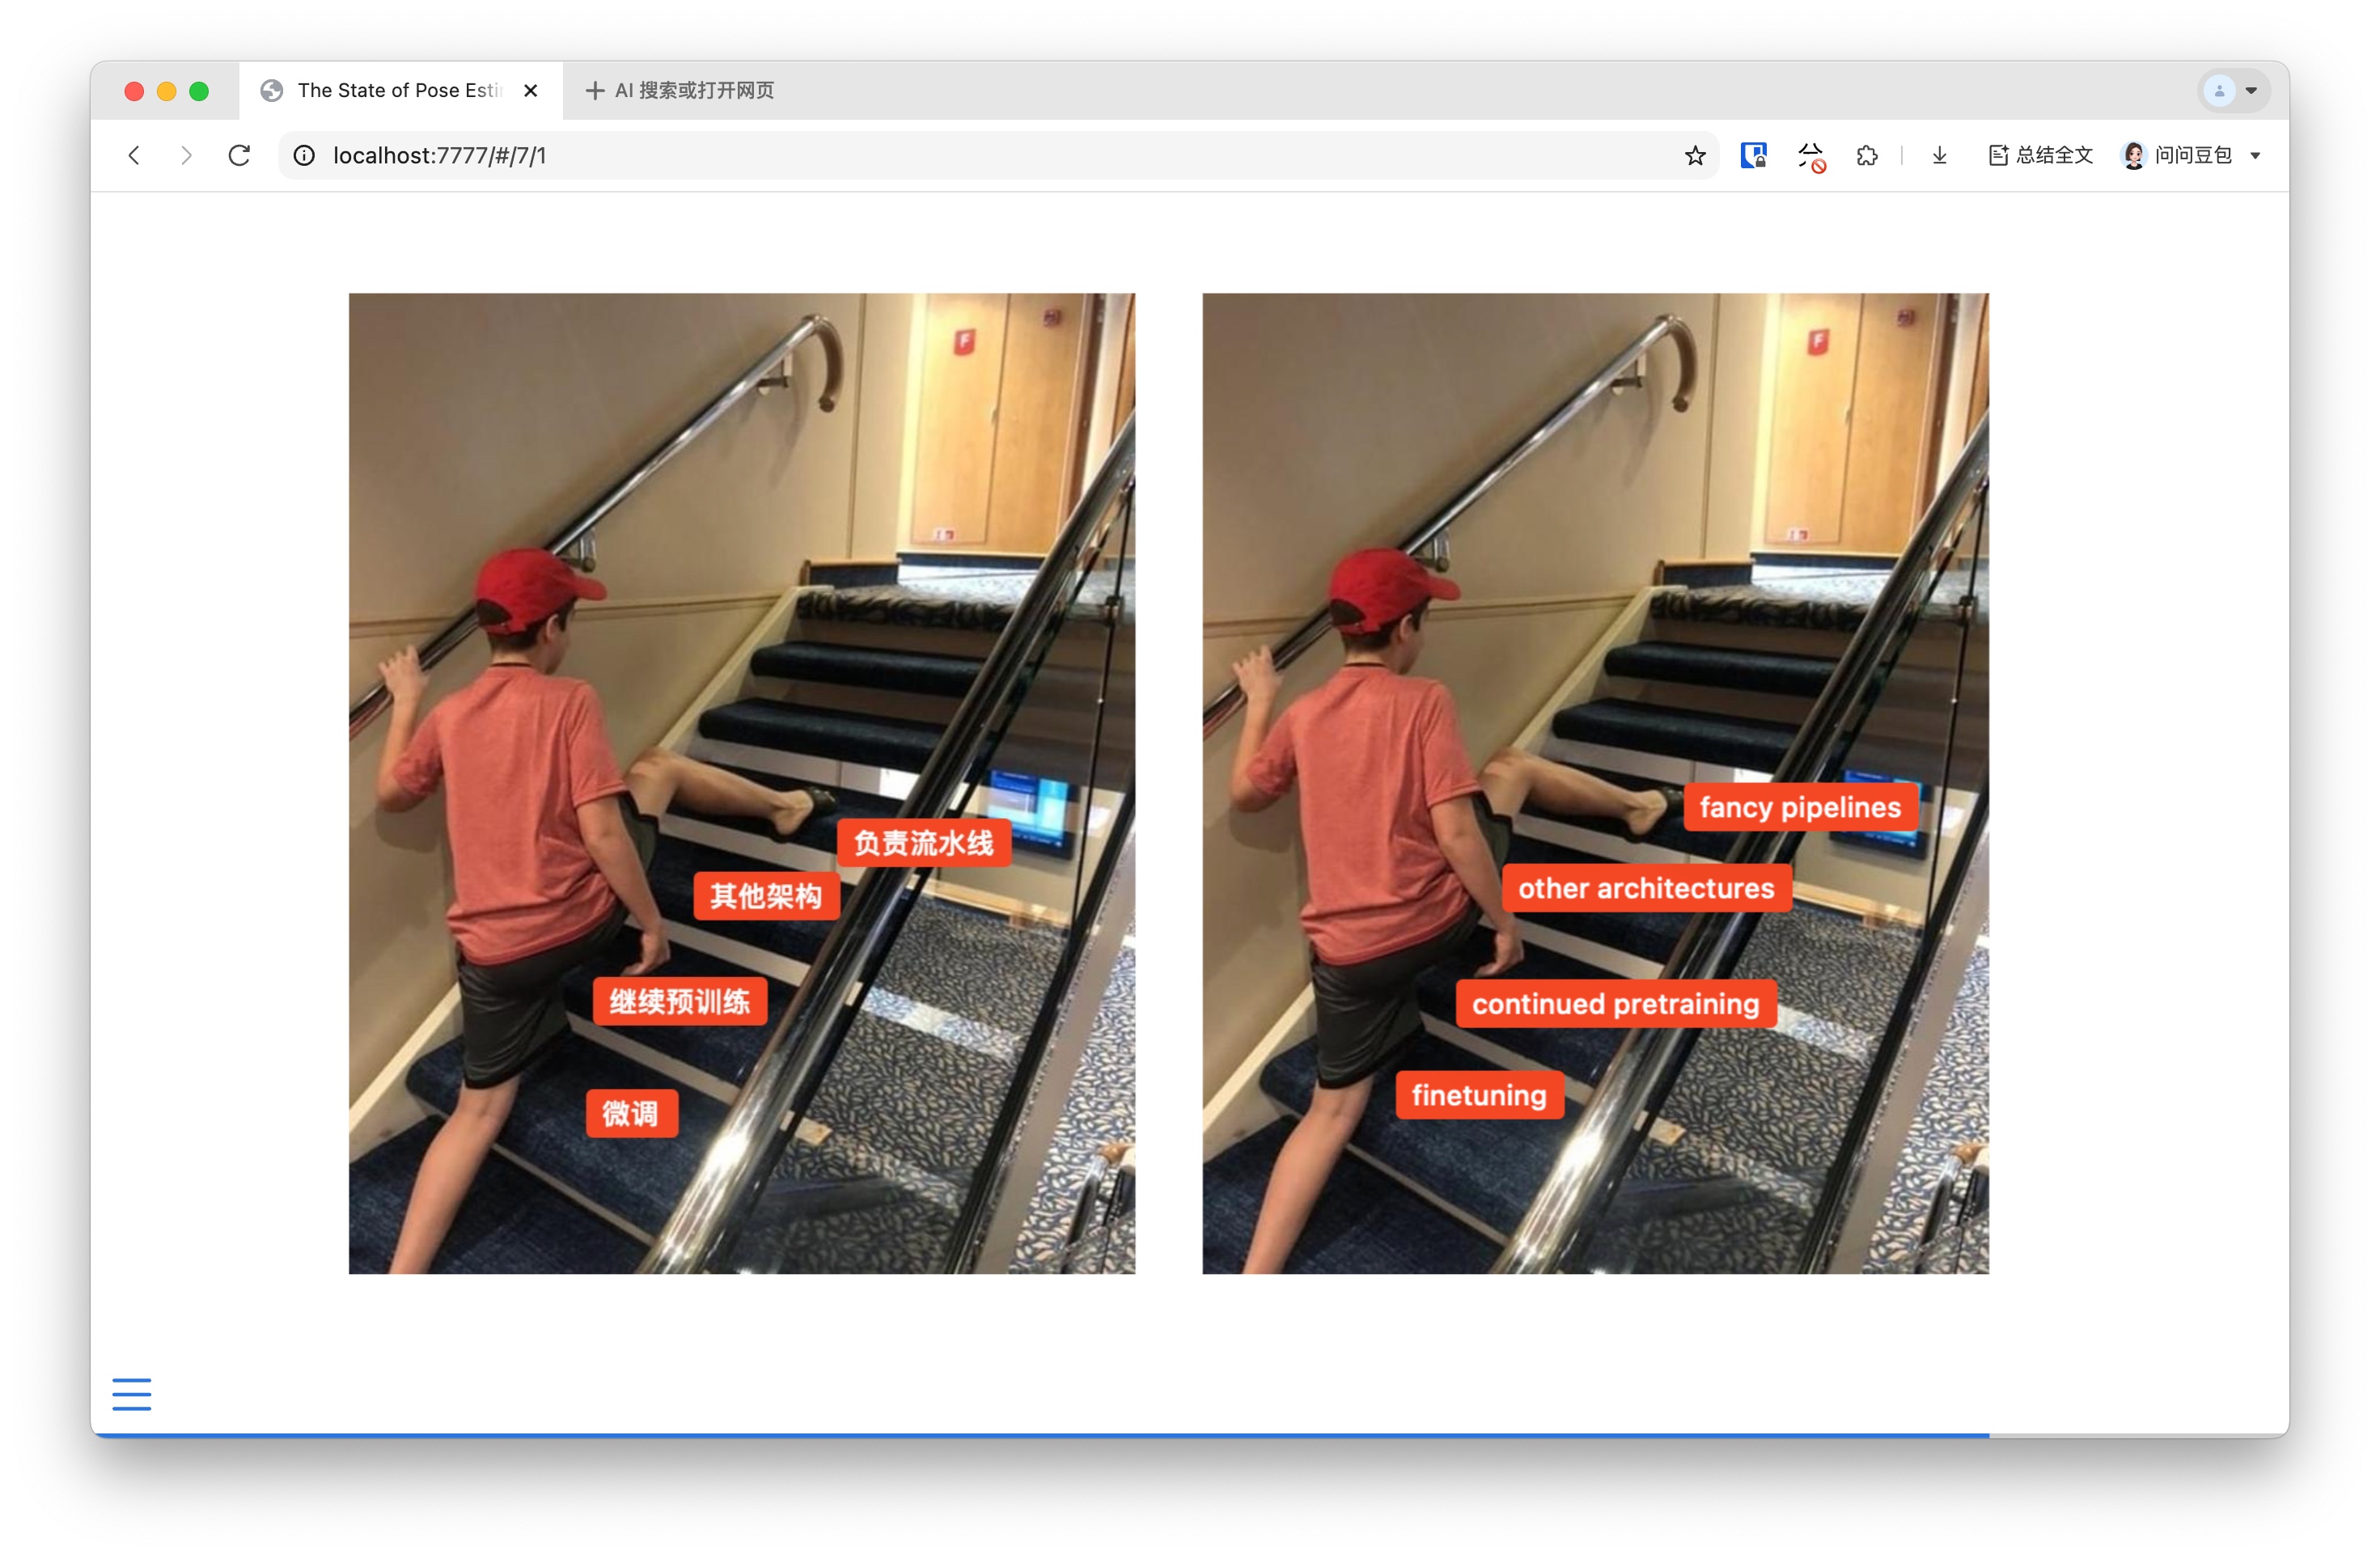 The State of Pose Esti
AI 搜索或打开网页
localhost:7777/#/7/1
总结全文
问问豆包
F
负责流水线
其他架构
继续预训练
微调
F
fancy pipelines
other architectures
continued pretraining
finetuning